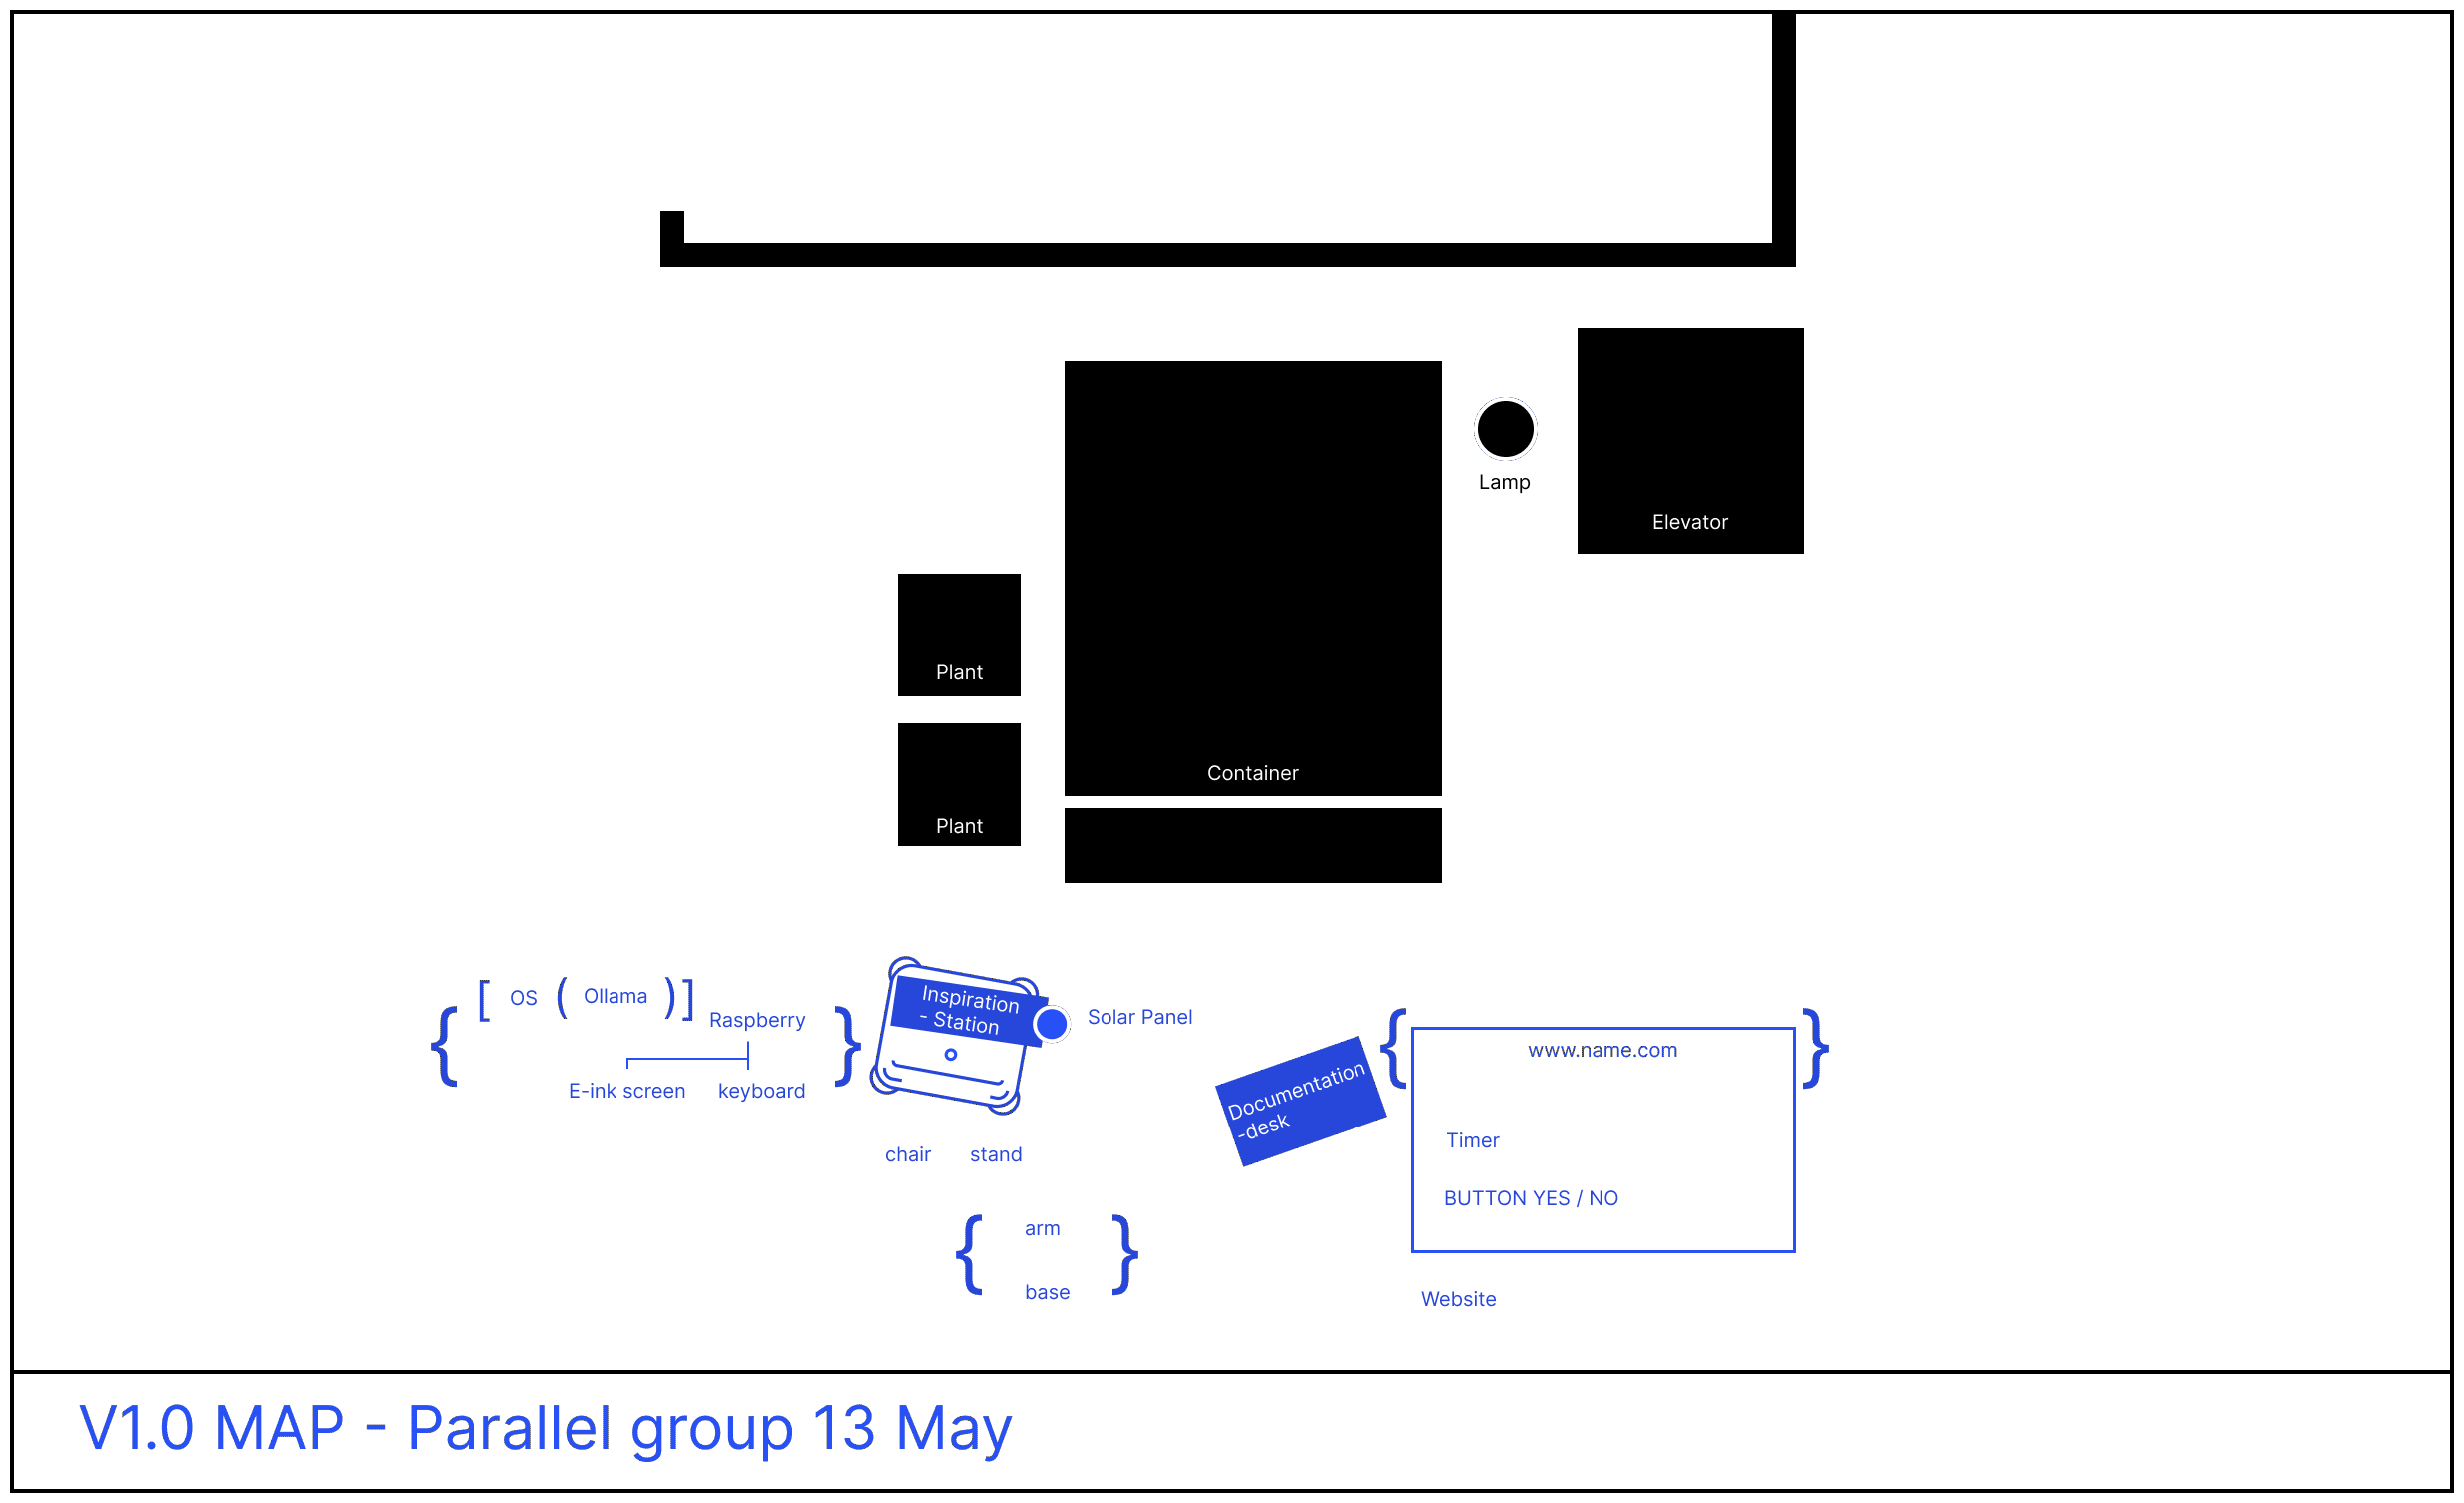 Lamp
Elevator
Plant
Container
Plant
{ [ OS ( Ollama ) ]
Raspberry }
E-ink screen keyboard
Inspiration
- Station
Solar Panel
chair stand
{ arm }
base
Documentation
-desk
{ www.name.com }
Timer
BUTTON YES / NO
Website
V1.0 MAP - Parallel group 13 May